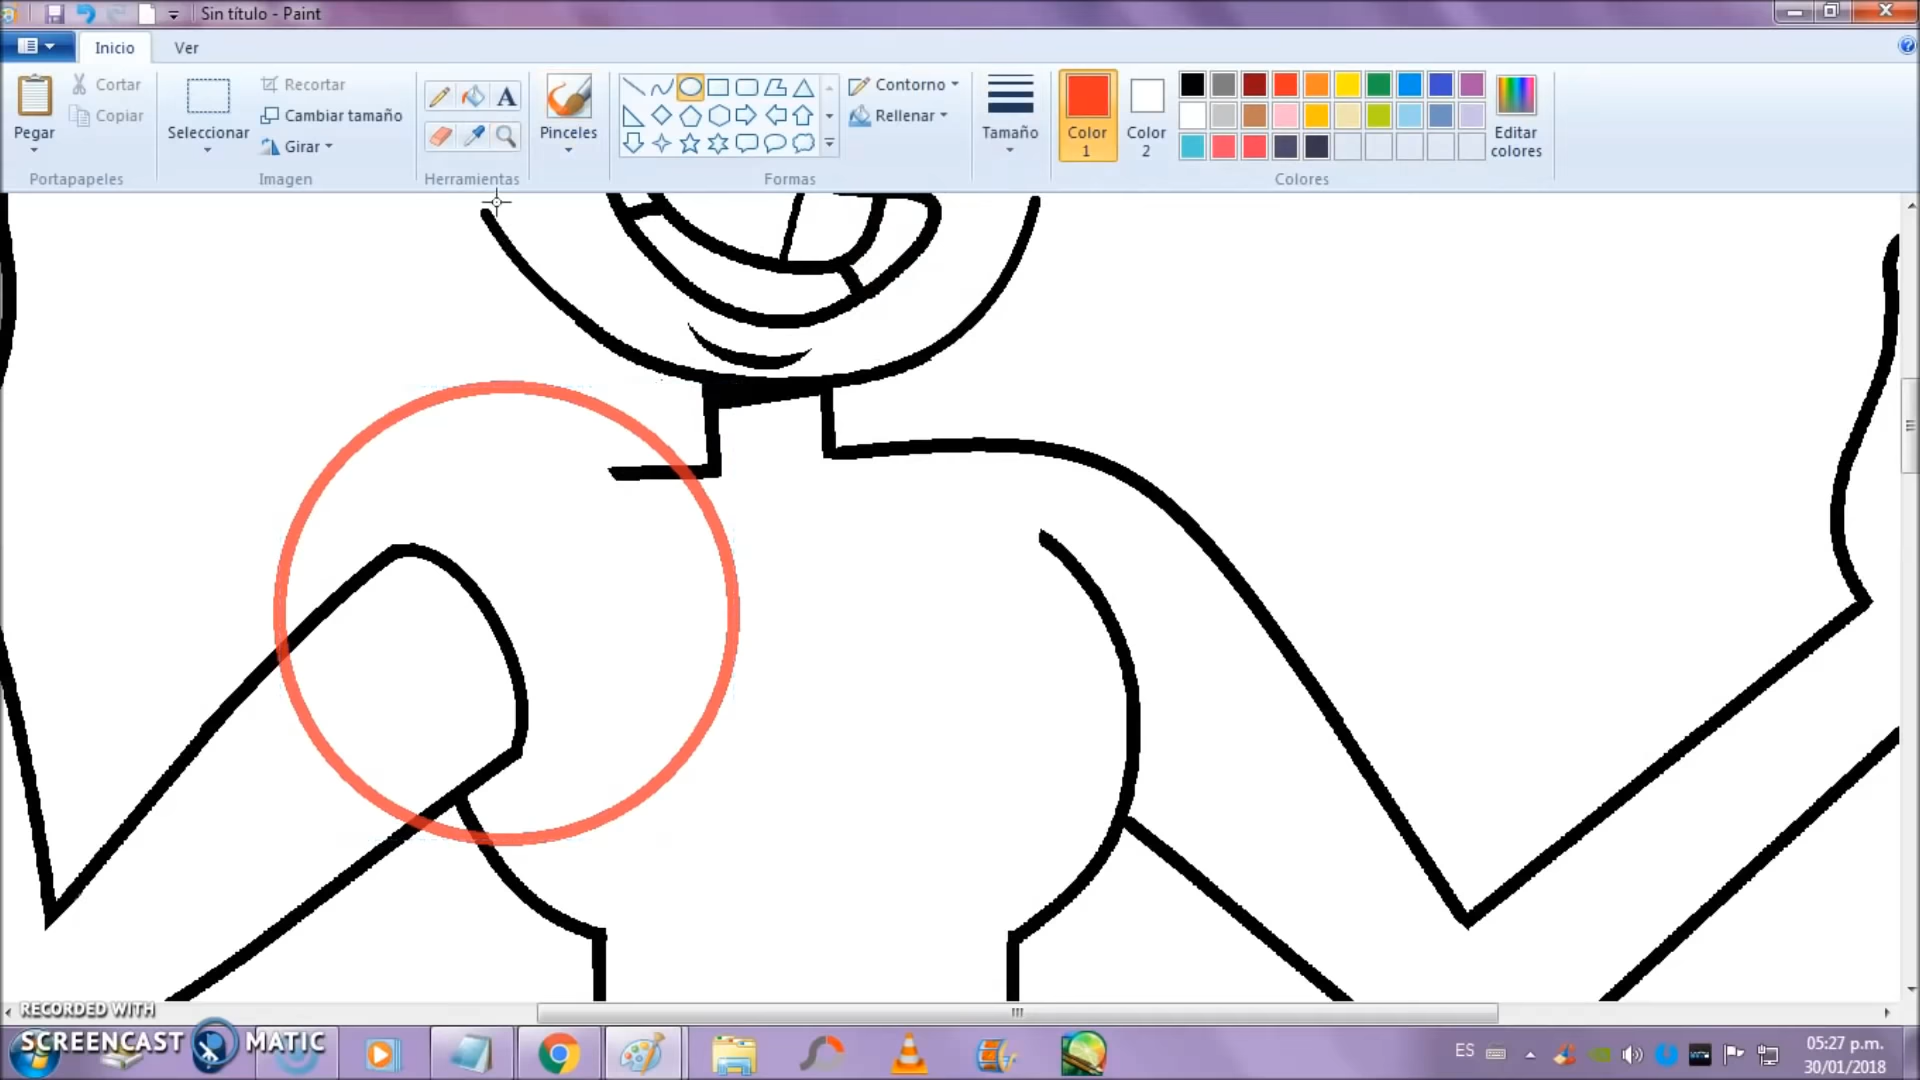 Sin título - Paint
Inicio Ver
Pegar
Cortar
Copiar
Portapapeles
Seleccionar
Recortar
Cambiar tamaño
Girar
Imagen
A
Herramientas
Pinceles
Contorno
Rellenar
Formas
Tamaño
Color 1
Color 2
Editar colores
Colores
RECORDED WITH
SCREENCAST MATIC
ES
05:27 p.m.
30/01/2018